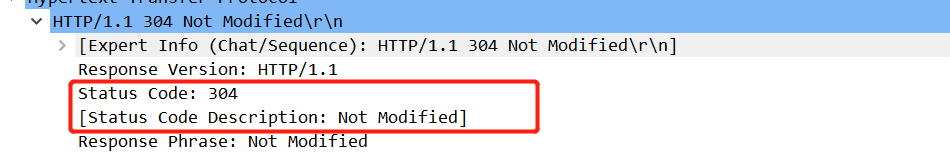 Hypertext Transfer Protocol
HTTP/1.1 304 Not Modified\r\n
[Expert Info (Chat/Sequence): HTTP/1.1 304 Not Modified\r\n]
Response Version: HTTP/1.1
Status Code: 304
[Status Code Description: Not Modified]
Response Phrase: Not Modified